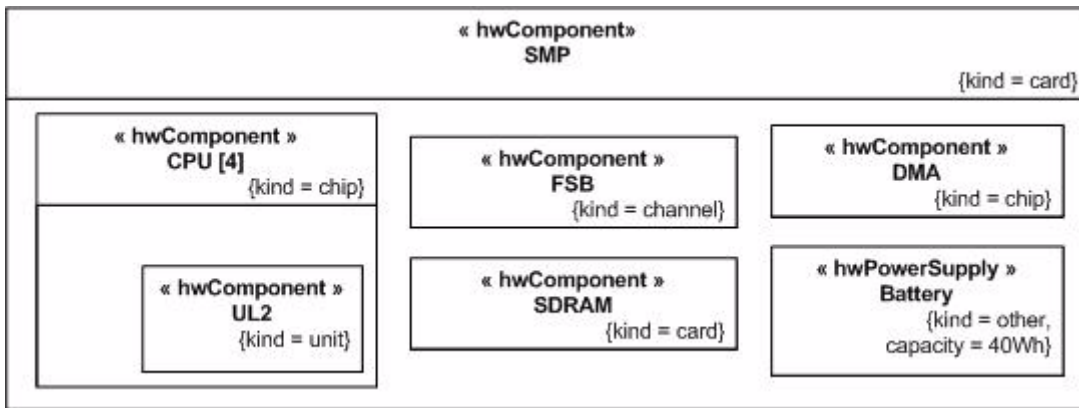 « hwComponent»
SMP
{kind = card}
« hwComponent »
CPU [4]
{kind = chip}
« hwComponent »
UL2
{kind = unit}
« hwComponent »
FSB
{kind = channel}
« hwComponent »
SDRAM
{kind = card}
« hwComponent »
DMA
{kind = chip}
« hwPowerSupply »
Battery
{kind = other,
capacity = 40Wh}